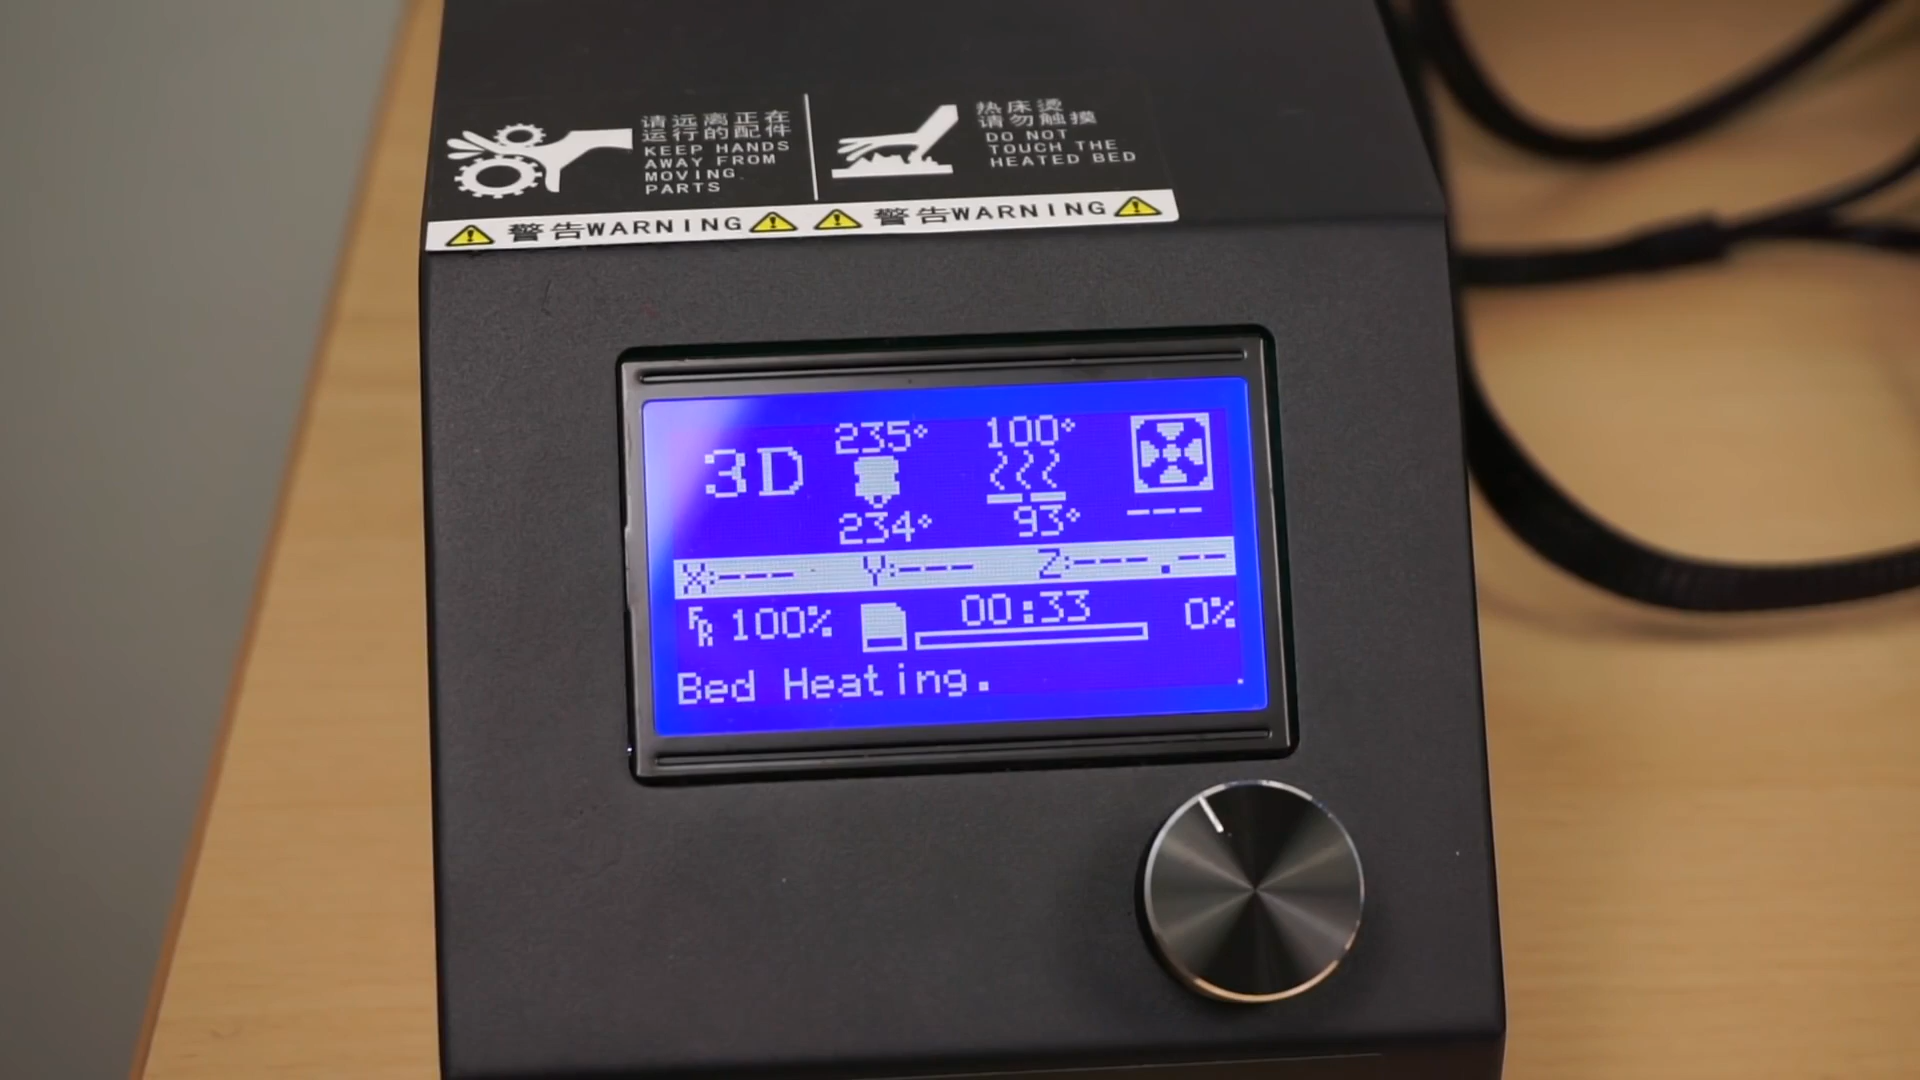 请远离正在
运行的配件
KEEP HANDS
AWAY FROM
MOVING
PARTS
热床烫
请勿触摸
DO NOT
TOUCH THE
HEATED BED
警告WARNING
警告WARNING
3D
235°
100°
234°
93°
---
X:--- Y:--- Z:---.--
FR 100% 00:33 0%
Bed Heating.